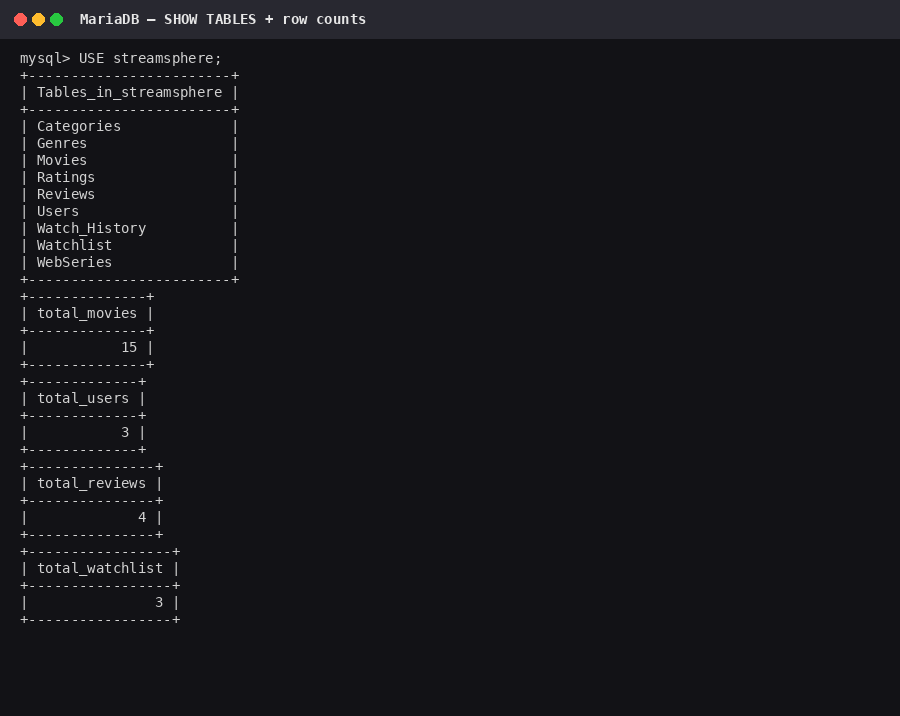 MariaDB — SHOW TABLES + row counts
mysql> USE streamsphere;
+------------------------+
| Tables_in_streamsphere |
+------------------------+
| Categories             |
| Genres                 |
| Movies                 |
| Ratings                |
| Reviews                |
| Users                  |
| Watch_History          |
| Watchlist              |
| WebSeries              |
+------------------------+
+--------------+
| total_movies |
+--------------+
|           15 |
+--------------+
+-------------+
| total_users |
+-------------+
|           3 |
+-------------+
+---------------+
| total_reviews |
+---------------+
|             4 |
+---------------+
+-----------------+
| total_watchlist |
+-----------------+
|               3 |
+-----------------+